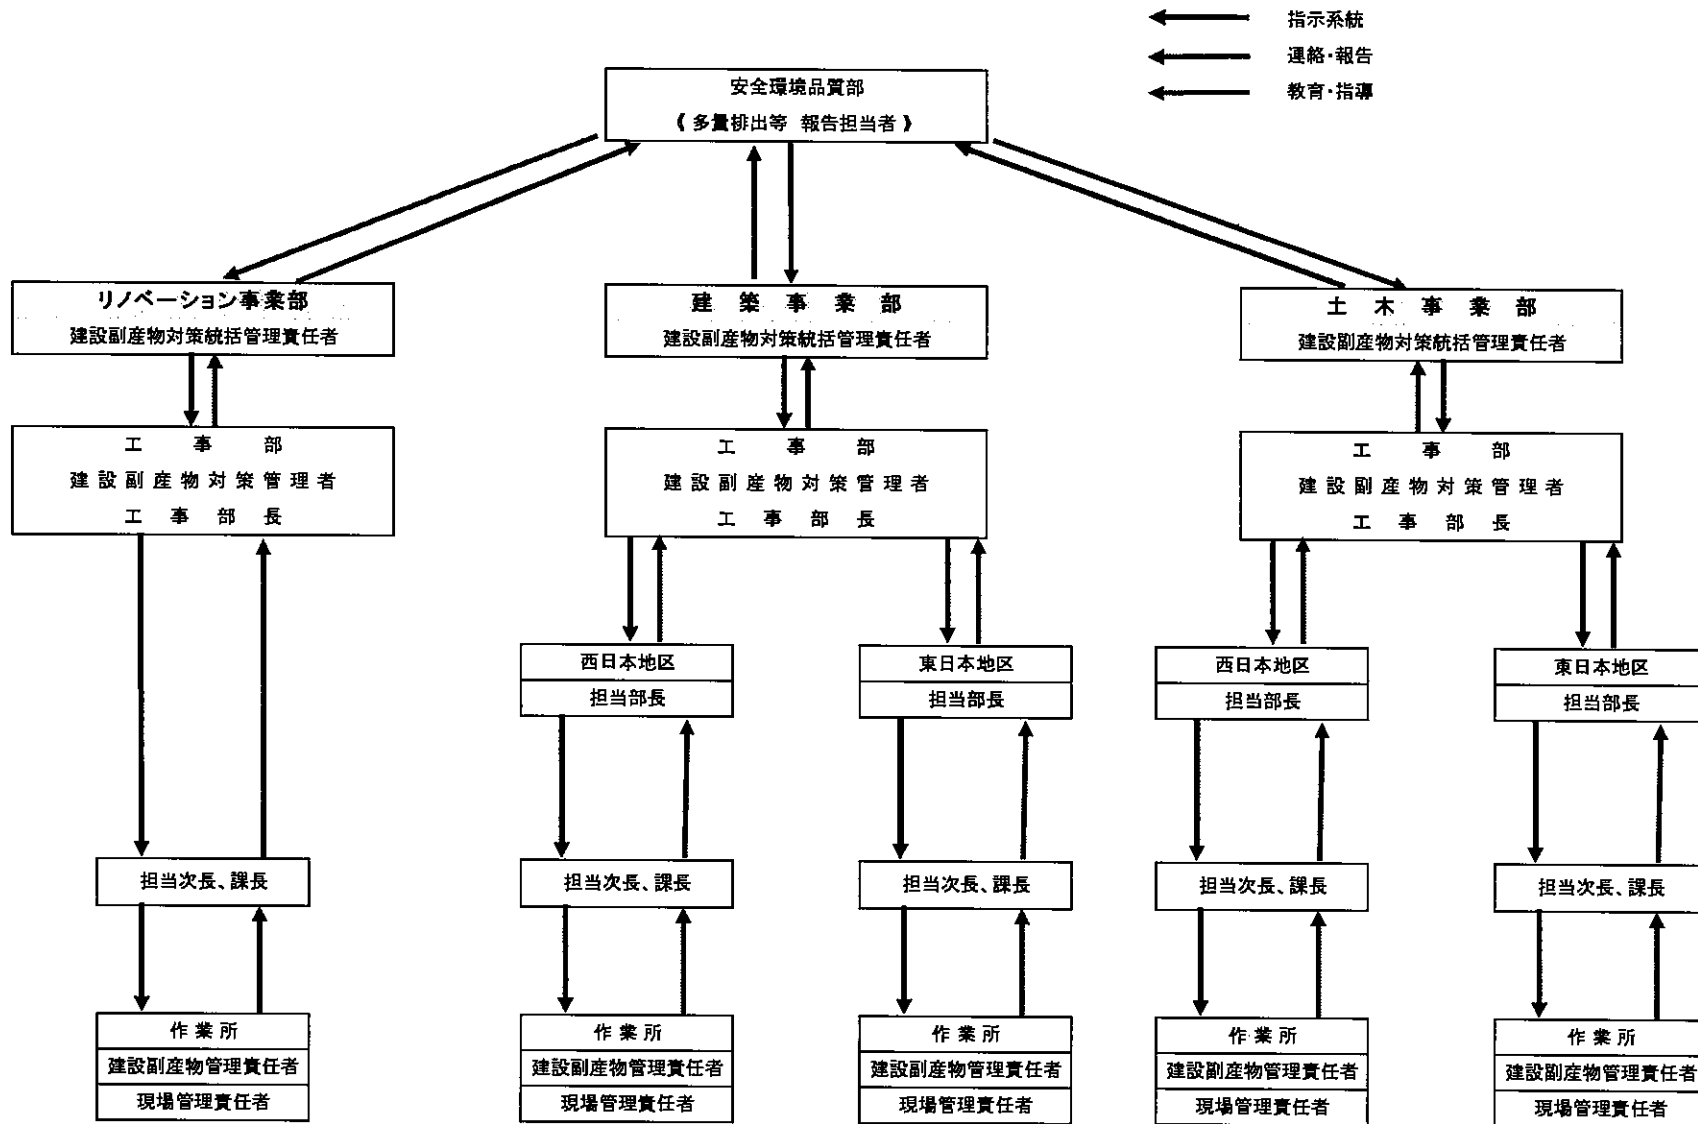 指示系統
連絡・報告
教育・指導
安全環境品質部
《 多量排出等 報告担当者 》
リノベーション事業部
建設副産物対策統括管理責任者
建 築 事 業 部
建設副産物対策統括管理責任者
土 木 事 業 部
建設副産物対策統括管理責任者
工 事 部
建 設 副 産 物 対 策 管 理 者
工 事 部 長
工 事 部
建 設 副 産 物 対 策 管 理 者
工 事 部 長
工 事 部
建 設 副 産 物 対 策 管 理 者
工 事 部 長
西日本地区
担当部長
東日本地区
担当部長
西日本地区
担当部長
東日本地区
担当部長
担当次長、課長
担当次長、課長
担当次長、課長
担当次長、課長
担当次長、課長
作 業 所
建設副産物管理責任者
現場管理責任者
作 業 所
建設副産物管理責任者
現場管理責任者
作 業 所
建設副産物管理責任者
現場管理責任者
作 業 所
建設副産物管理責任者
現場管理責任者
作 業 所
建設副産物管理責任者
現場管理責任者